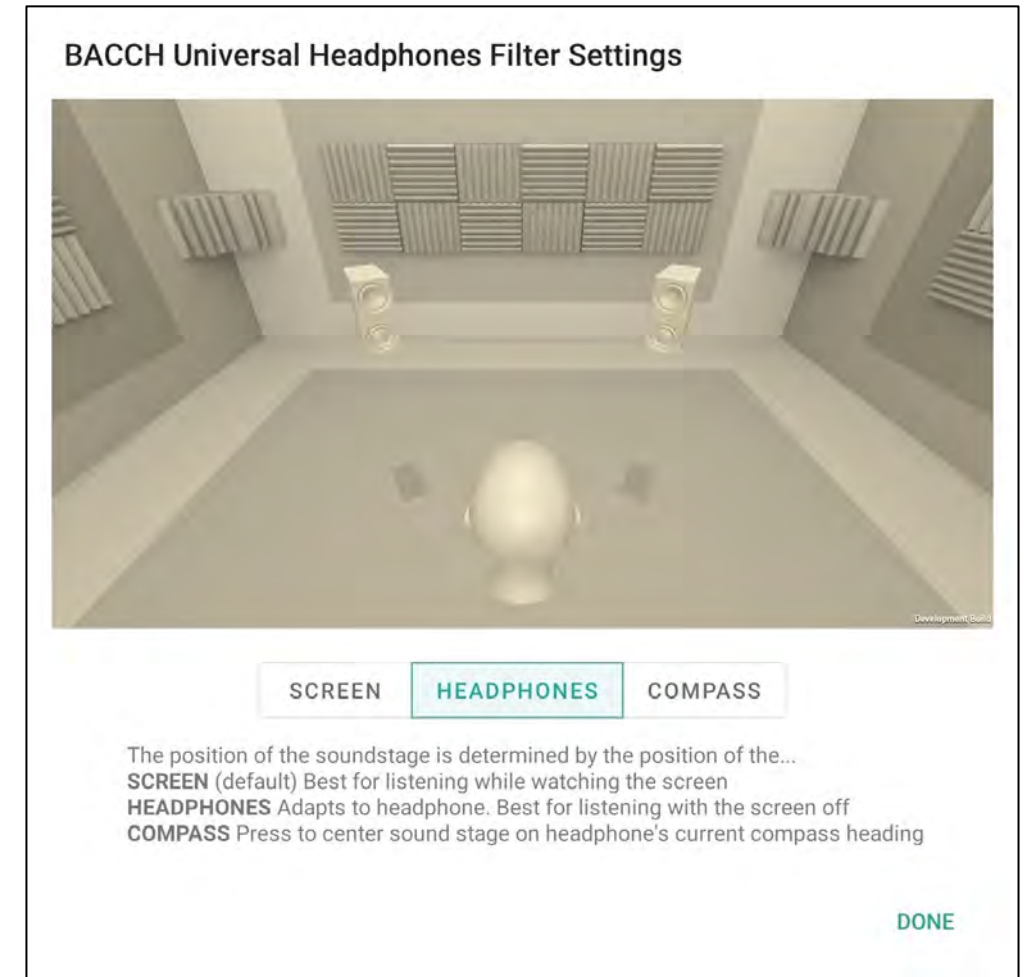 BACCH Universal Headphones Filter Settings
Development Build
SCREEN HEADPHONES COMPASS
The position of the soundstage is determined by the position of the...
SCREEN (default) Best for listening while watching the screen
HEADPHONES Adapts to headphone. Best for listening with the screen off
COMPASS Press to center sound stage on headphone's current compass heading
DONE